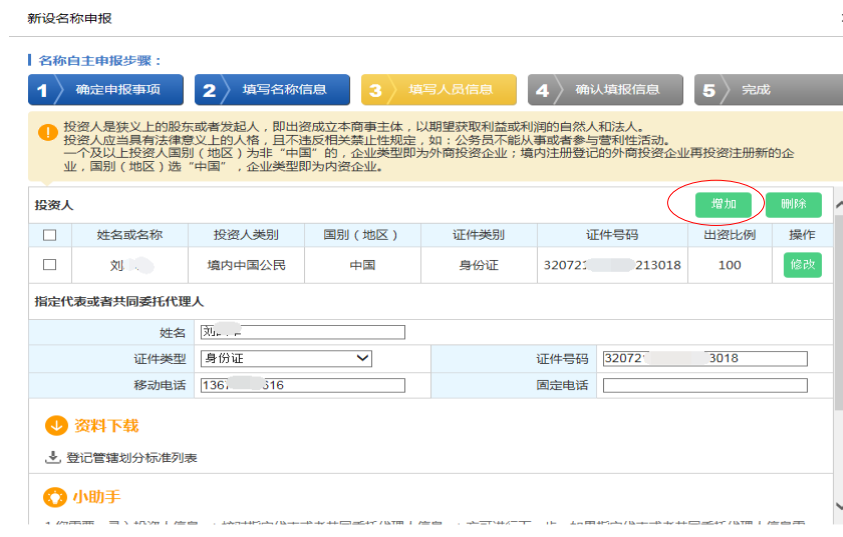 新设名称申报
名称自主申报步骤：
1 确定申报事项 2 填写名称信息 3 填写人员信息 4 确认填报信息 5 完成
投资人是狭义上的股东或者发起人，即出资成立本商事主体，以期望获取利益或利润的自然人和法人。
投资人应当具有法律意义上的人格，且不违反相关禁止性规定，如：公务员不能从事或者参与营利性活动。
一个及以上投资人国别（地区）为非“中国”的，企业类型即为外商投资企业；境内注册登记的外商投资企业再投资注册新的企
业，国别（地区）选“中国”，企业类型即为内资企业。
投资人 增加 删除
姓名或名称 投资人类别 国别（地区） 证件类别 证件号码 出资比例 操作
刘 境内中国公民 中国 身份证 32072 213018 100 修改
指定代表或者共同委托代理人
姓名 刘
证件类型 身份证 证件号码 32072 3018
移动电话 136 616 固定电话
资料下载
登记管辖划分标准列表
小助手